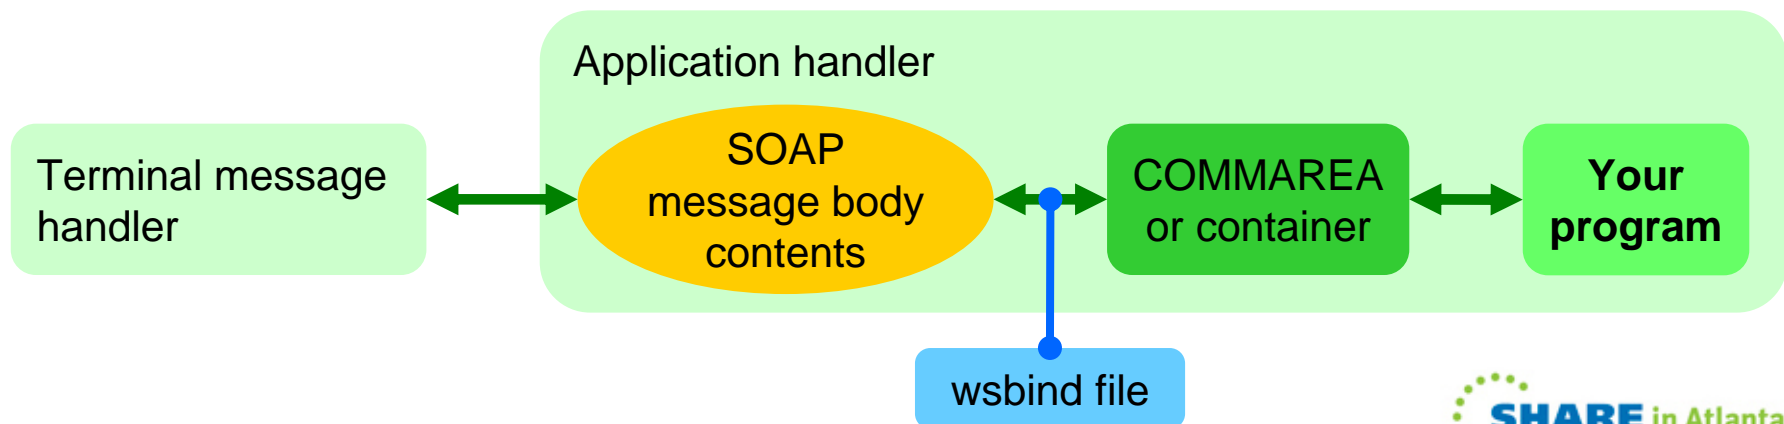 Application handler
Terminal message
handler
SOAP
message body
contents
COMMAREA
or container
Your
program
wsbind file
SHARE in Atlanta